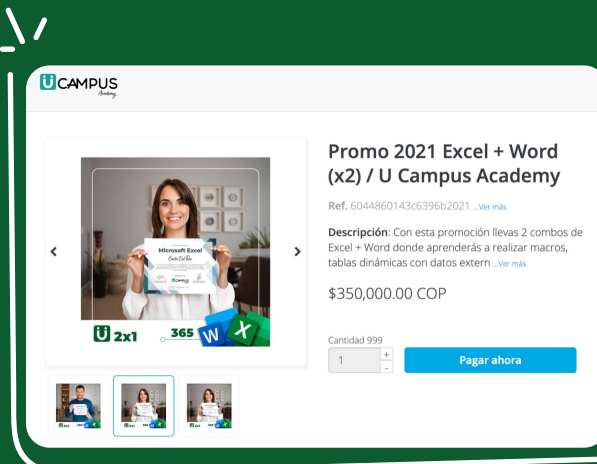 Ü CAMPUS
Academy
Promo 2021 Excel + Word
(x2) / U Campus Academy
Ref. 6044860143c6396b2021 ...Ver más
Descripción: Con esta promoción llevas 2 combos de
Excel + Word donde aprenderás a realizar macros,
tablas dinámicas con datos extern ...Ver más
$350,000.00 COP
Cantidad 999
1
+
-
Pagar ahora
Microsoft Excel
Ü 2x1
365
W
X